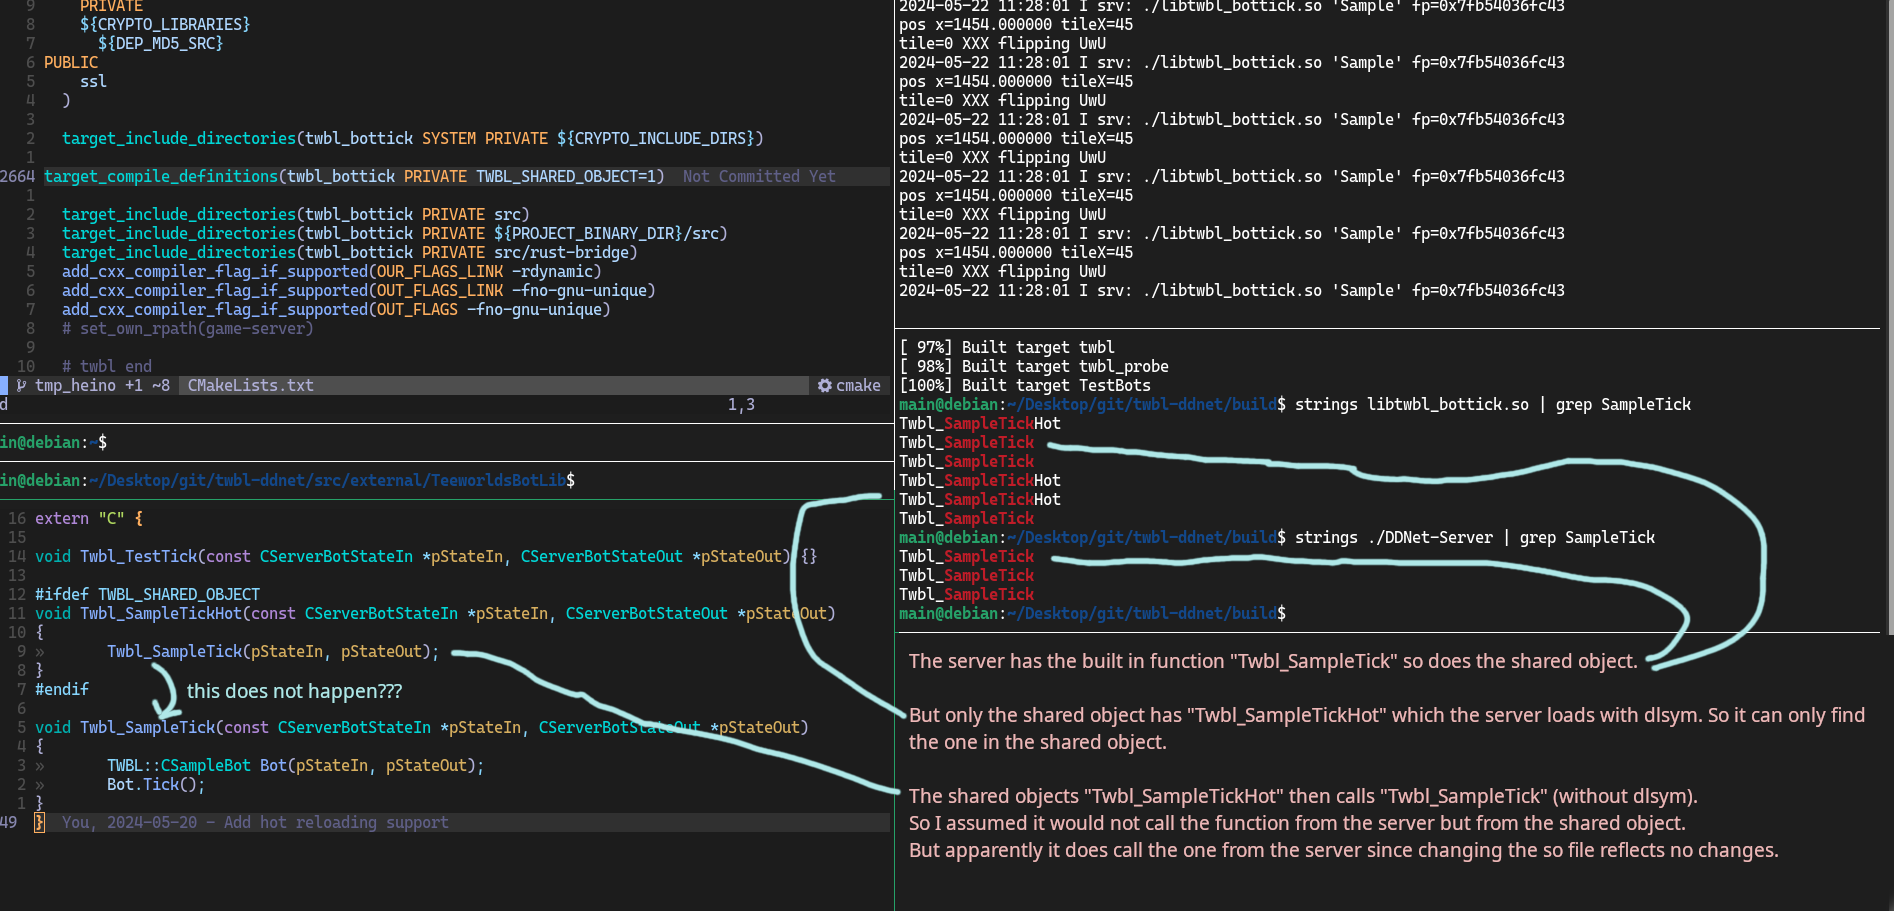 9 PRIVATE
8 ${CRYPTO_LIBRARIES}
7 ${DEP_MD5_SRC}
6 PUBLIC
5 ssl
4 )
3
2 target_include_directories(twbl_bottick SYSTEM PRIVATE ${CRYPTO_INCLUDE_DIRS})
1
2664 target_compile_definitions(twbl_bottick PRIVATE TWBL_SHARED_OBJECT=1) Not Committed Yet
1
2 target_include_directories(twbl_bottick PRIVATE src)
3 target_include_directories(twbl_bottick PRIVATE ${PROJECT_BINARY_DIR}/src)
4 target_include_directories(twbl_bottick PRIVATE src/rust-bridge)
5 add_cxx_compiler_flag_if_supported(OUR_FLAGS_LINK -rdynamic)
6 add_cxx_compiler_flag_if_supported(OUT_FLAGS_LINK -fno-gnu-unique)
7 add_cxx_compiler_flag_if_supported(OUT_FLAGS -fno-gnu-unique)
8 # set_own_rpath(game-server)
9
10 # twbl end
tmp_heino +1 ~8 CMakeLists.txt cmake
d 1,3
in@debian:~$
in@debian:~/Desktop/git/twbl-ddnet/src/external/TeeworldsBotLib$
16 extern "C" {
15
14 void Twbl_TestTick(const CServerBotStateIn *pStateIn, CServerBotStateOut *pStateOut) {}
13
12 #ifdef TWBL_SHARED_OBJECT
11 void Twbl_SampleTickHot(const CServerBotStateIn *pStateIn, CServerBotStateOut *pStateOut)
10 {
9 » Twbl_SampleTick(pStateIn, pStateOut);
8 }
7 #endif
this does not happen???
6
5 void Twbl_SampleTick(const CServerBotStateIn *pStateIn, CServerBotStateOut *pStateOut)
4 {
3 » TWBL::CSampleBot Bot(pStateIn, pStateOut);
2 » Bot.Tick();
1 }
49 } You, 2024-05-20 - Add hot reloading support
2024-05-22 11:28:01 I srv: ./libtwbl_bottick.so 'Sample' fp=0x7fb54036fc43
pos x=1454.000000 tileX=45
tile=0 XXX flipping UwU
2024-05-22 11:28:01 I srv: ./libtwbl_bottick.so 'Sample' fp=0x7fb54036fc43
pos x=1454.000000 tileX=45
tile=0 XXX flipping UwU
2024-05-22 11:28:01 I srv: ./libtwbl_bottick.so 'Sample' fp=0x7fb54036fc43
pos x=1454.000000 tileX=45
tile=0 XXX flipping UwU
2024-05-22 11:28:01 I srv: ./libtwbl_bottick.so 'Sample' fp=0x7fb54036fc43
pos x=1454.000000 tileX=45
tile=0 XXX flipping UwU
2024-05-22 11:28:01 I srv: ./libtwbl_bottick.so 'Sample' fp=0x7fb54036fc43
pos x=1454.000000 tileX=45
tile=0 XXX flipping UwU
2024-05-22 11:28:01 I srv: ./libtwbl_bottick.so 'Sample' fp=0x7fb54036fc43
[ 97%] Built target twbl
[ 98%] Built target twbl_probe
[100%] Built target TestBots
main@debian:~/Desktop/git/twbl-ddnet/build$ strings libtwbl_bottick.so | grep SampleTick
Twbl_SampleTickHot
Twbl_SampleTick
Twbl_SampleTick
Twbl_SampleTickHot
Twbl_SampleTickHot
Twbl_SampleTick
main@debian:~/Desktop/git/twbl-ddnet/build$ strings ./DDNet-Server | grep SampleTick
Twbl_SampleTick
Twbl_SampleTick
Twbl_SampleTick
main@debian:~/Desktop/git/twbl-ddnet/build$
The server has the built in function "Twbl_SampleTick" so does the shared object.
But only the shared object has "Twbl_SampleTickHot" which the server loads with dlsym. So it can only find
the one in the shared object.
The shared objects "Twbl_SampleTickHot" then calls "Twbl_SampleTick" (without dlsym).
So I assumed it would not call the function from the server but from the shared object.
But apparently it does call the one from the server since changing the so file reflects no changes.